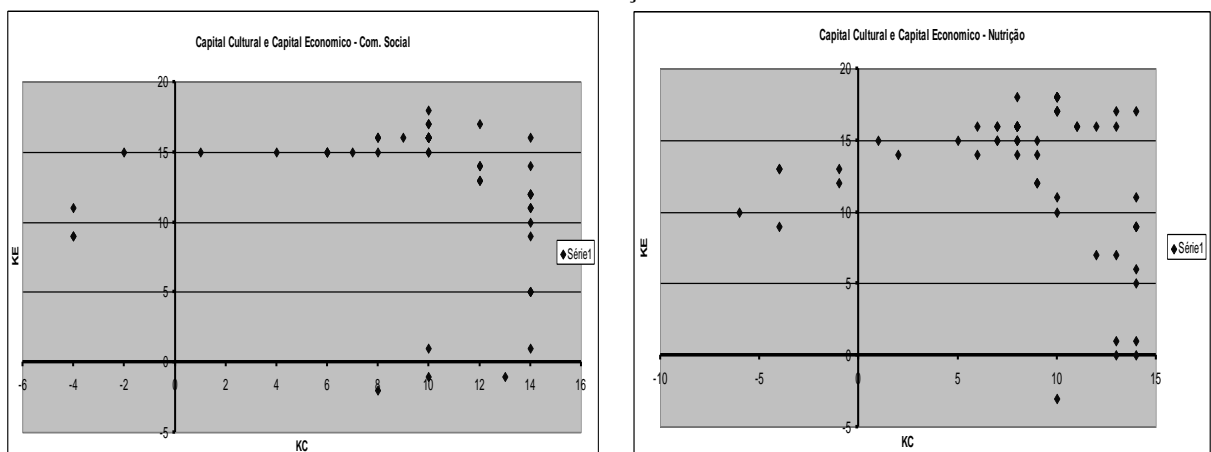 Capital Cultural e Capital Economico - Com. Social
20
15
10
5
0
-5
-6 -4 -2 0 2 4 6 8 10 12 14 16
KE
KC
Série1
Capital Cultural e Capital Economico - Nutrição
20
15
10
5
0
-5
-10 -5 0 5 10 15
KE
KC
Série1